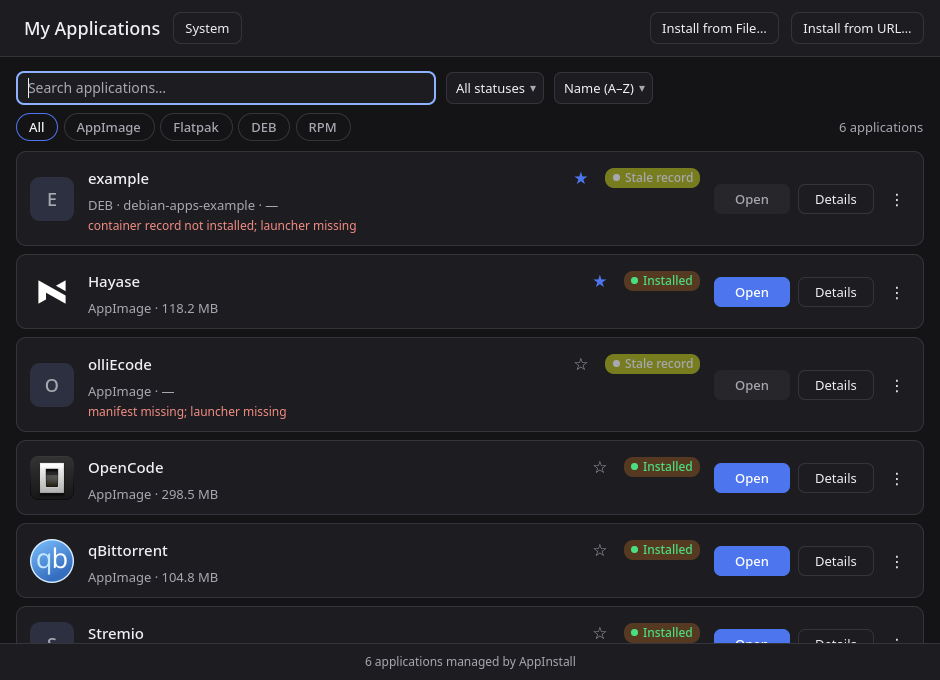 My Applications
System
Install from File...
Install from URL...
Search applications...
All statuses
Name (A–Z)
All
AppImage
Flatpak
DEB
RPM
6 applications
E
example
Stale record
DEB · debian-apps-example · —
container record not installed; launcher missing
Open
Details
Hayase
Installed
AppImage · 118.2 MB
Open
Details
O
olliEcode
Stale record
AppImage · —
manifest missing; launcher missing
Open
Details
OpenCode
Installed
AppImage · 298.5 MB
Open
Details
qb
qBittorrent
Installed
AppImage · 104.8 MB
Open
Details
S
Stremio
Installed
Open
Details
6 applications managed by AppInstall